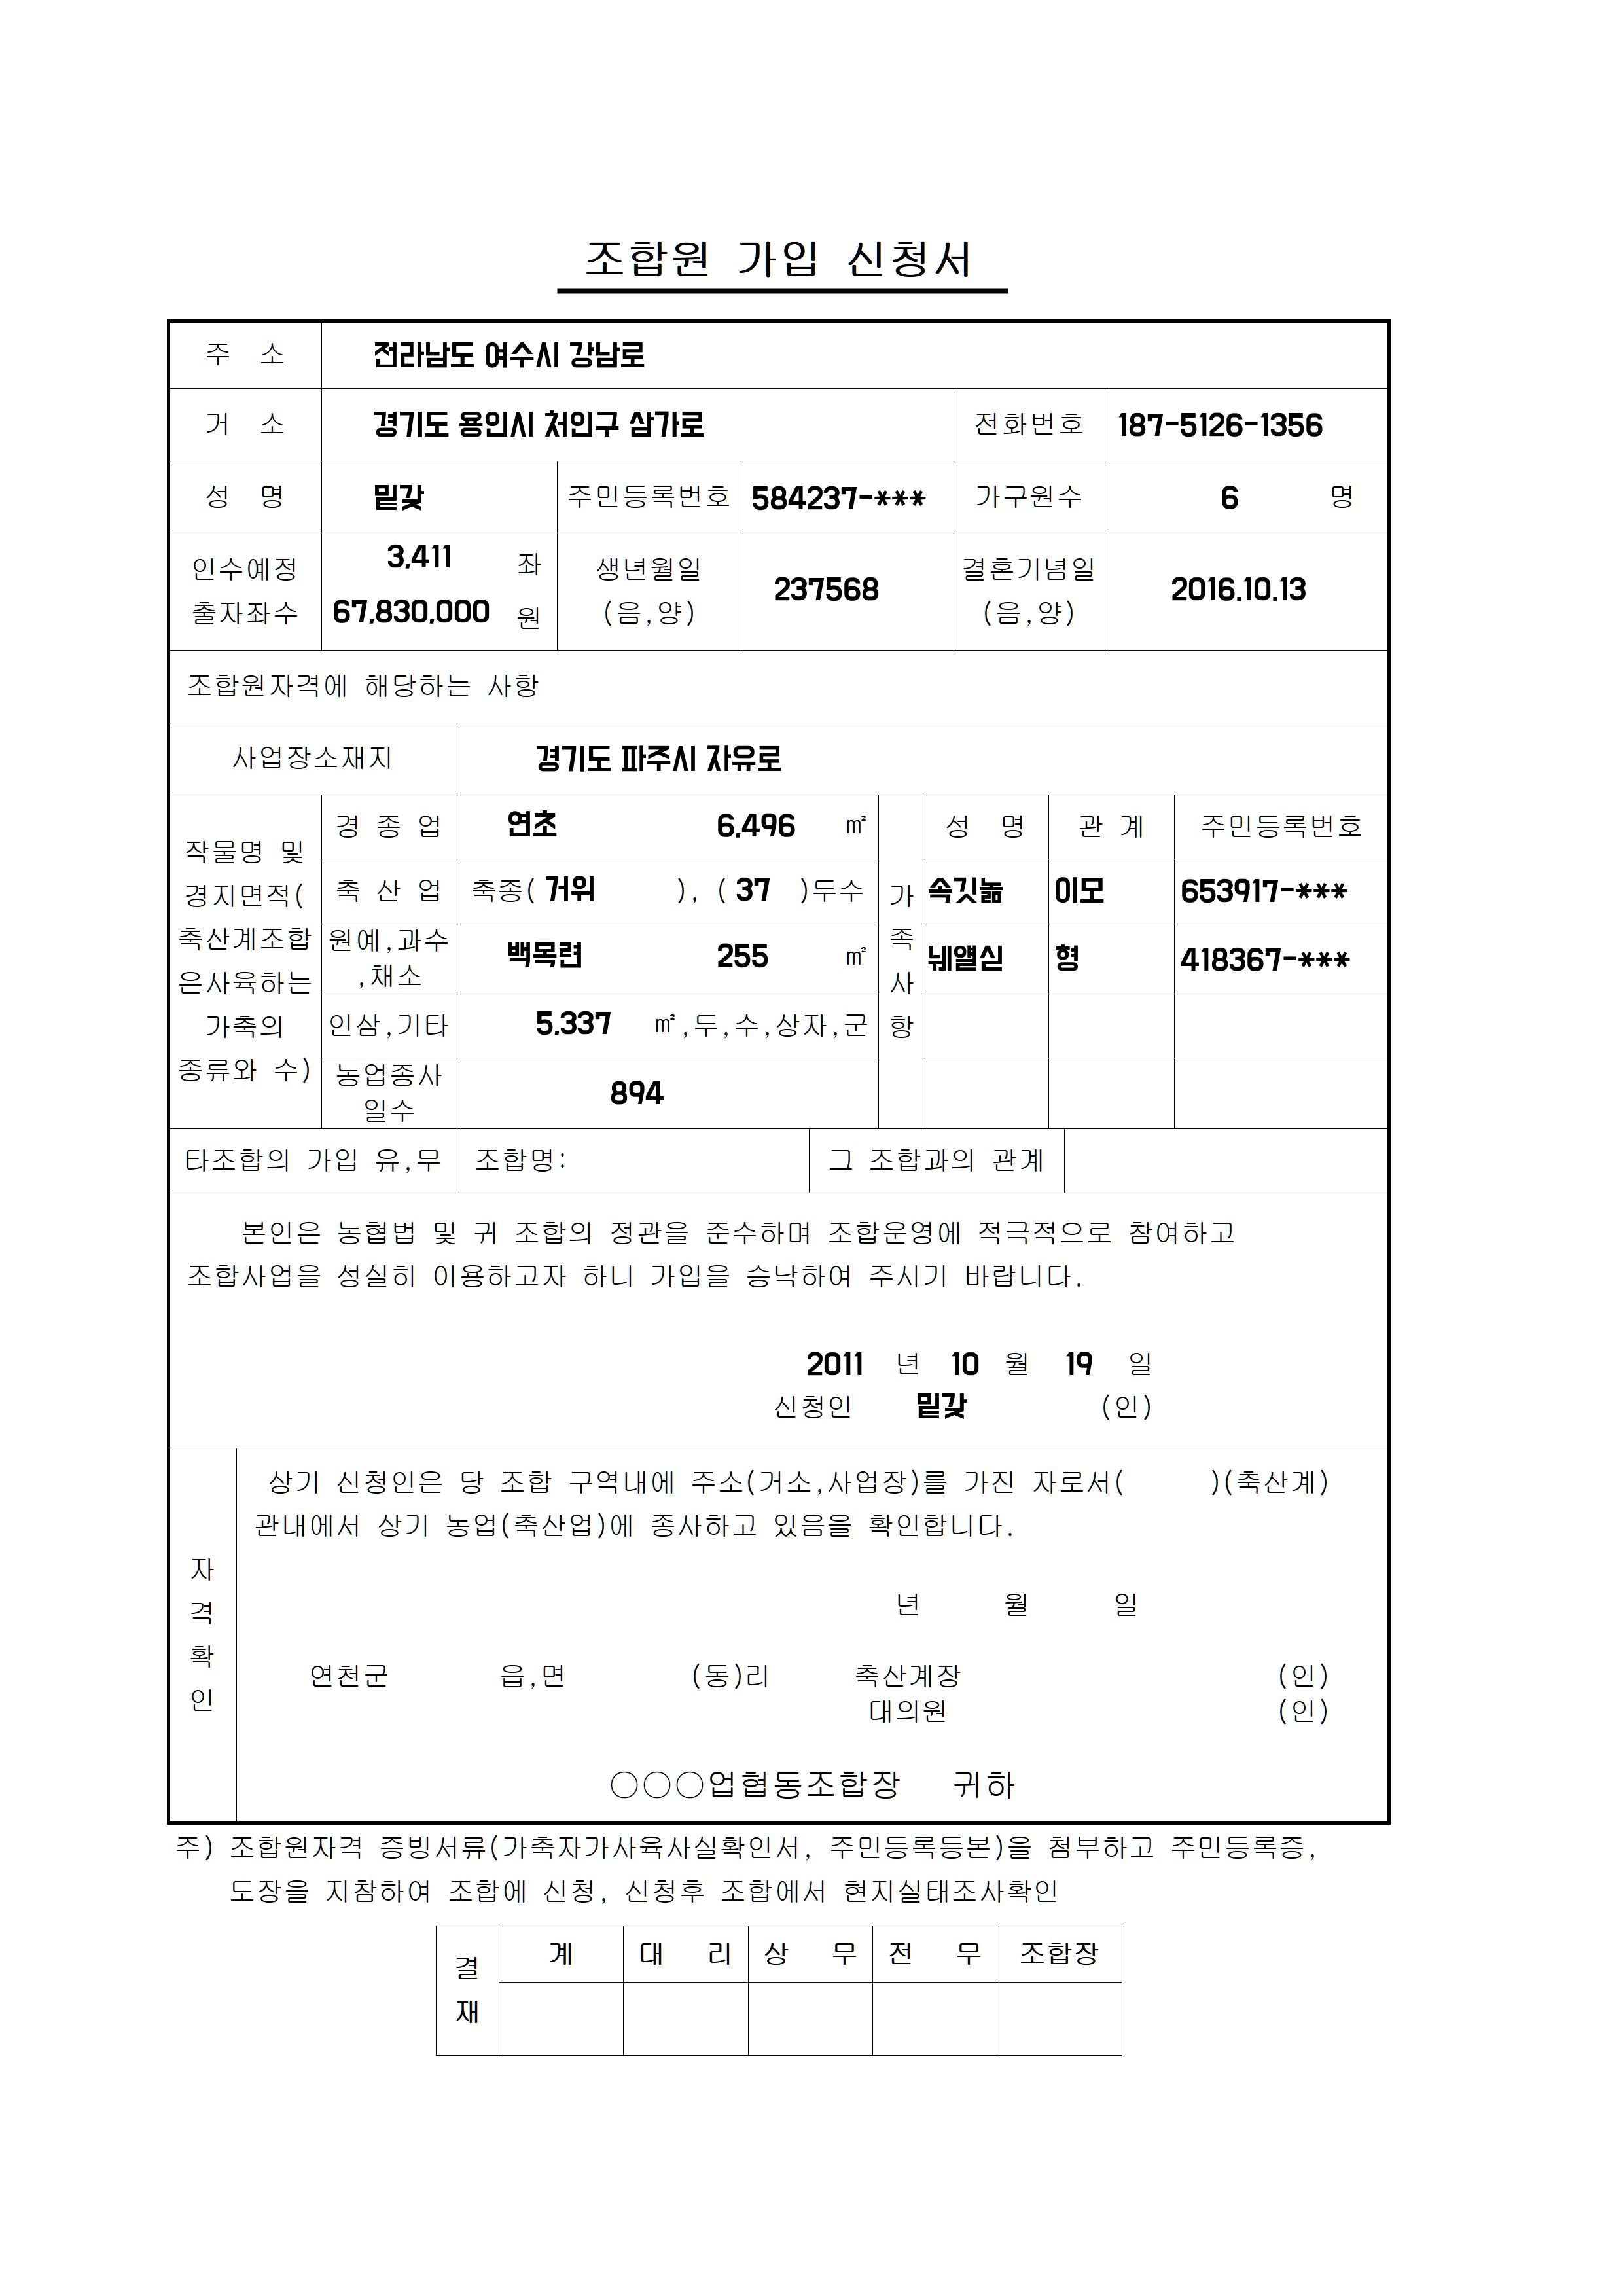 조합원 가입 신청서
주 소 전라남도 여수시 강남로
거 소 경기도 용인시 처인구 삼가로 전화번호 187-5126-1356
성 명 밑갖 주민등록번호 584237-*** 가구원수 6 명
인수예정 출자좌수 3,411 좌 67,830,000 원 생년월일 (음,양) 237568 결혼기념일 (음,양) 2016.10.13
조합원자격에 해당하는 사항
사업장소재지 경기도 파주시 자유로
작물명 및 경지면적(축산계조합은사육하는 가축의 종류와 수)
경 종 업 연초 6,496 ㎡
축 산 업 축종( 거위 ), ( 37 )두수
원예,과수,채소 백목련 255 ㎡
인삼,기타 5,337 ㎡,두,수,상자,군
농업종사일수 894
가족사항
성 명 관 계 주민등록번호
속깃놂 이모 653917-***
형 418367-***
타조합의 가입 유,무 조합명: 그 조합과의 관계
본인은 농협법 및 귀 조합의 정관을 준수하며 조합운영에 적극적으로 참여하고
조합사업을 성실히 이용하고자 하니 가입을 승낙하여 주시기 바랍니다.
2011 년 10 월 19 일
신청인 밑갖 (인)
자격확인
상기 신청인은 당 조합 구역내에 주소(거소,사업장)를 가진 자로서( )(축산계)
관내에서 상기 농업(축산업)에 종사하고 있음을 확인합니다.
년 월 일
연천군 읍,면 (동)리 축산계장 (인)
대의원 (인)
○○○업협동조합장 귀하
주) 조합원자격 증빙서류(가축자가사육사실확인서, 주민등록등본)을 첨부하고 주민등록증,
도장을 지참하여 조합에 신청, 신청후 조합에서 현지실태조사확인
결재 계 대 리 상 무 전 무 조합장